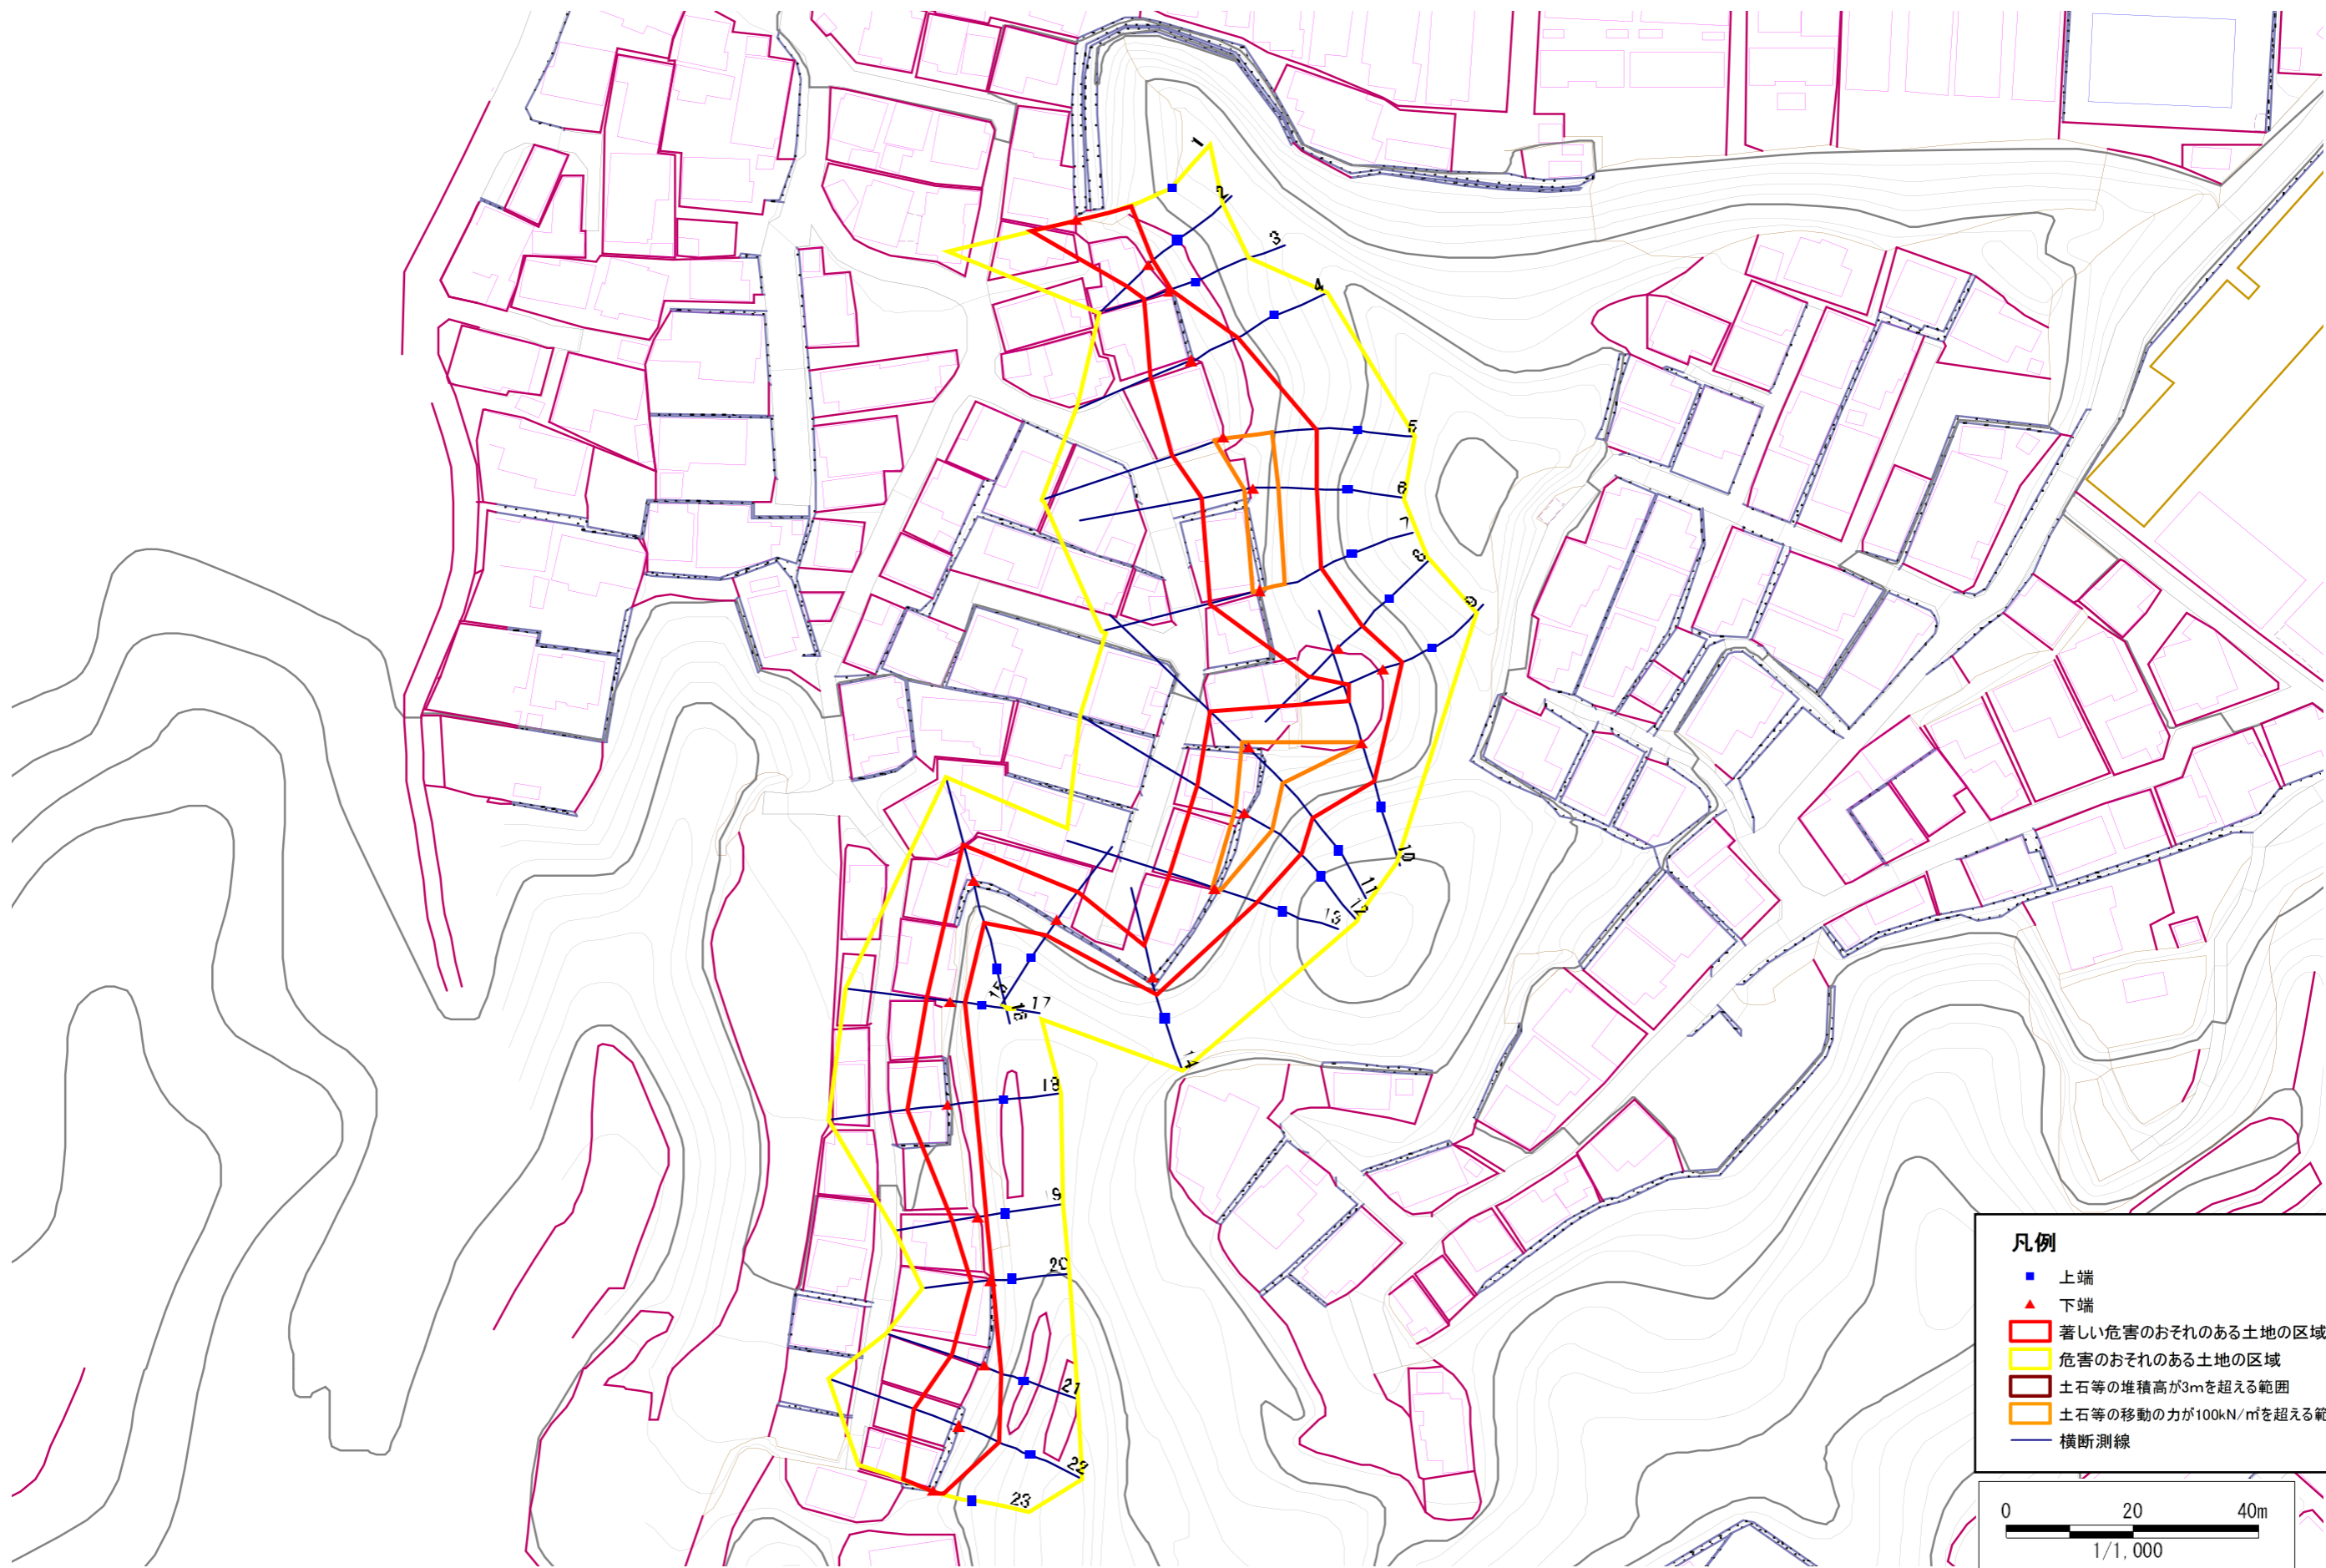 1
2
3
4
5
6
7
8
9
10
11
12
13
15
16
17
18
19
20
21
22
23
凡例
上端
下端
著しい危害のおそれのある土地の区域
危害のおそれのある土地の区域
土石等の堆積高が3mを超える範囲
土石等の移動の力が100kN/㎡を超える範
横断測線
0 20 40m
1/1,000